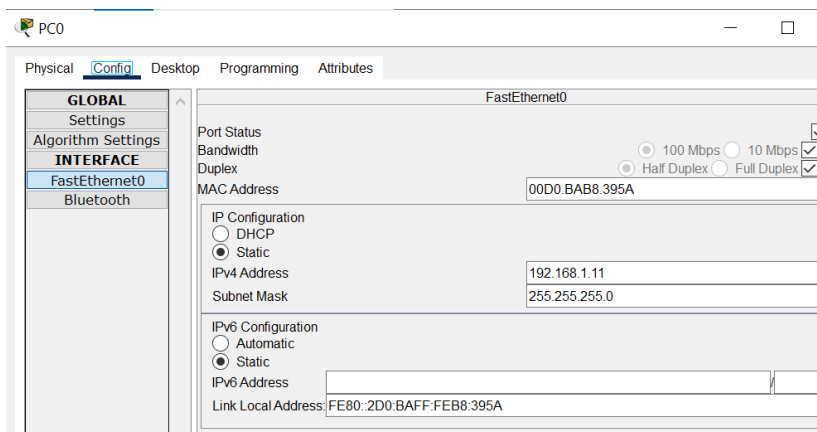 PC0
Physical Config Desktop Programming Attributes
GLOBAL
Settings
Algorithm Settings
INTERFACE
FastEthernet0
Bluetooth
FastEthernet0
Port Status
Bandwidth 100 Mbps 10 Mbps
Duplex Half Duplex Full Duplex
MAC Address 00D0.BAB8.395A
IP Configuration
DHCP
Static
IPv4 Address 192.168.1.11
Subnet Mask 255.255.255.0
IPv6 Configuration
Automatic
Static
IPv6 Address /
Link Local Address: FE80::2D0:BAFF:FEB8:395A